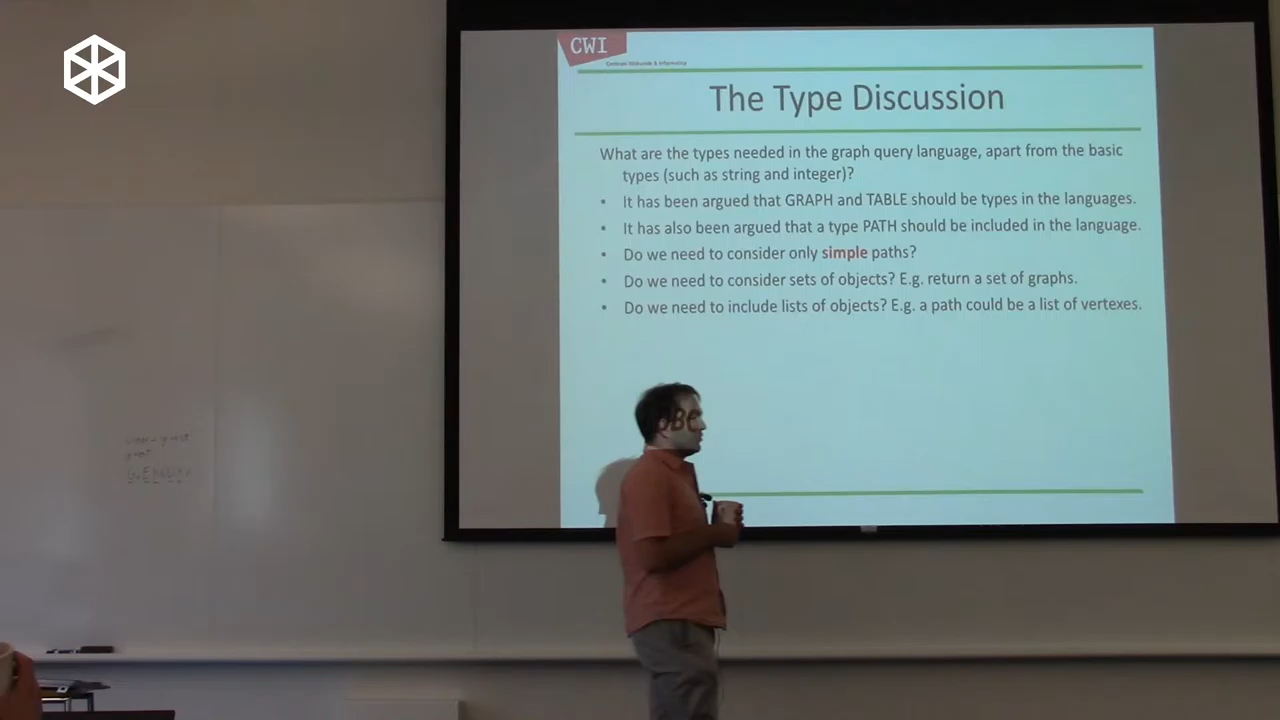 CWI
Centrum Wiskunde & Informatica
The Type Discussion
What are the types needed in the graph query language, apart from the basic
types (such as string and integer)?
• It has been argued that GRAPH and TABLE should be types in the languages.
• It has also been argued that a type PATH should be included in the language.
• Do we need to consider only simple paths?
• Do we need to consider sets of objects? E.g. return a set of graphs.
• Do we need to include lists of objects? E.g. a path could be a list of vertexes.